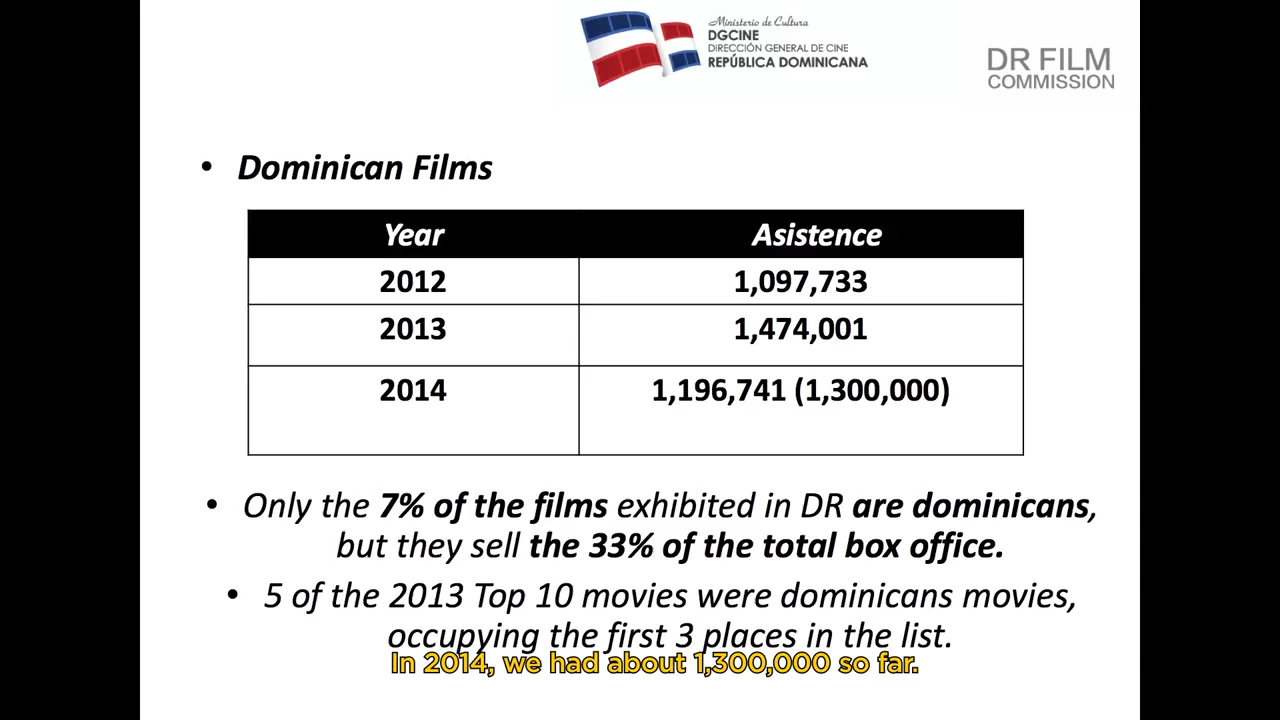 Ministerio de Cultura
DGCINE
DIRECCIÓN GENERAL DE CINE
REPÚBLICA DOMINICANA
DR FILM
COMMISSION
• Dominican Films
Year Asistence
2012 1,097,733
2013 1,474,001
2014 1,196,741 (1,300,000)
• Only the 7% of the films exhibited in DR are dominicans,
but they sell the 33% of the total box office.
• 5 of the 2013 Top 10 movies were dominicans movies,
occupying the first 3 places in the list.
In 2014, we had about 1,300,000 so far.